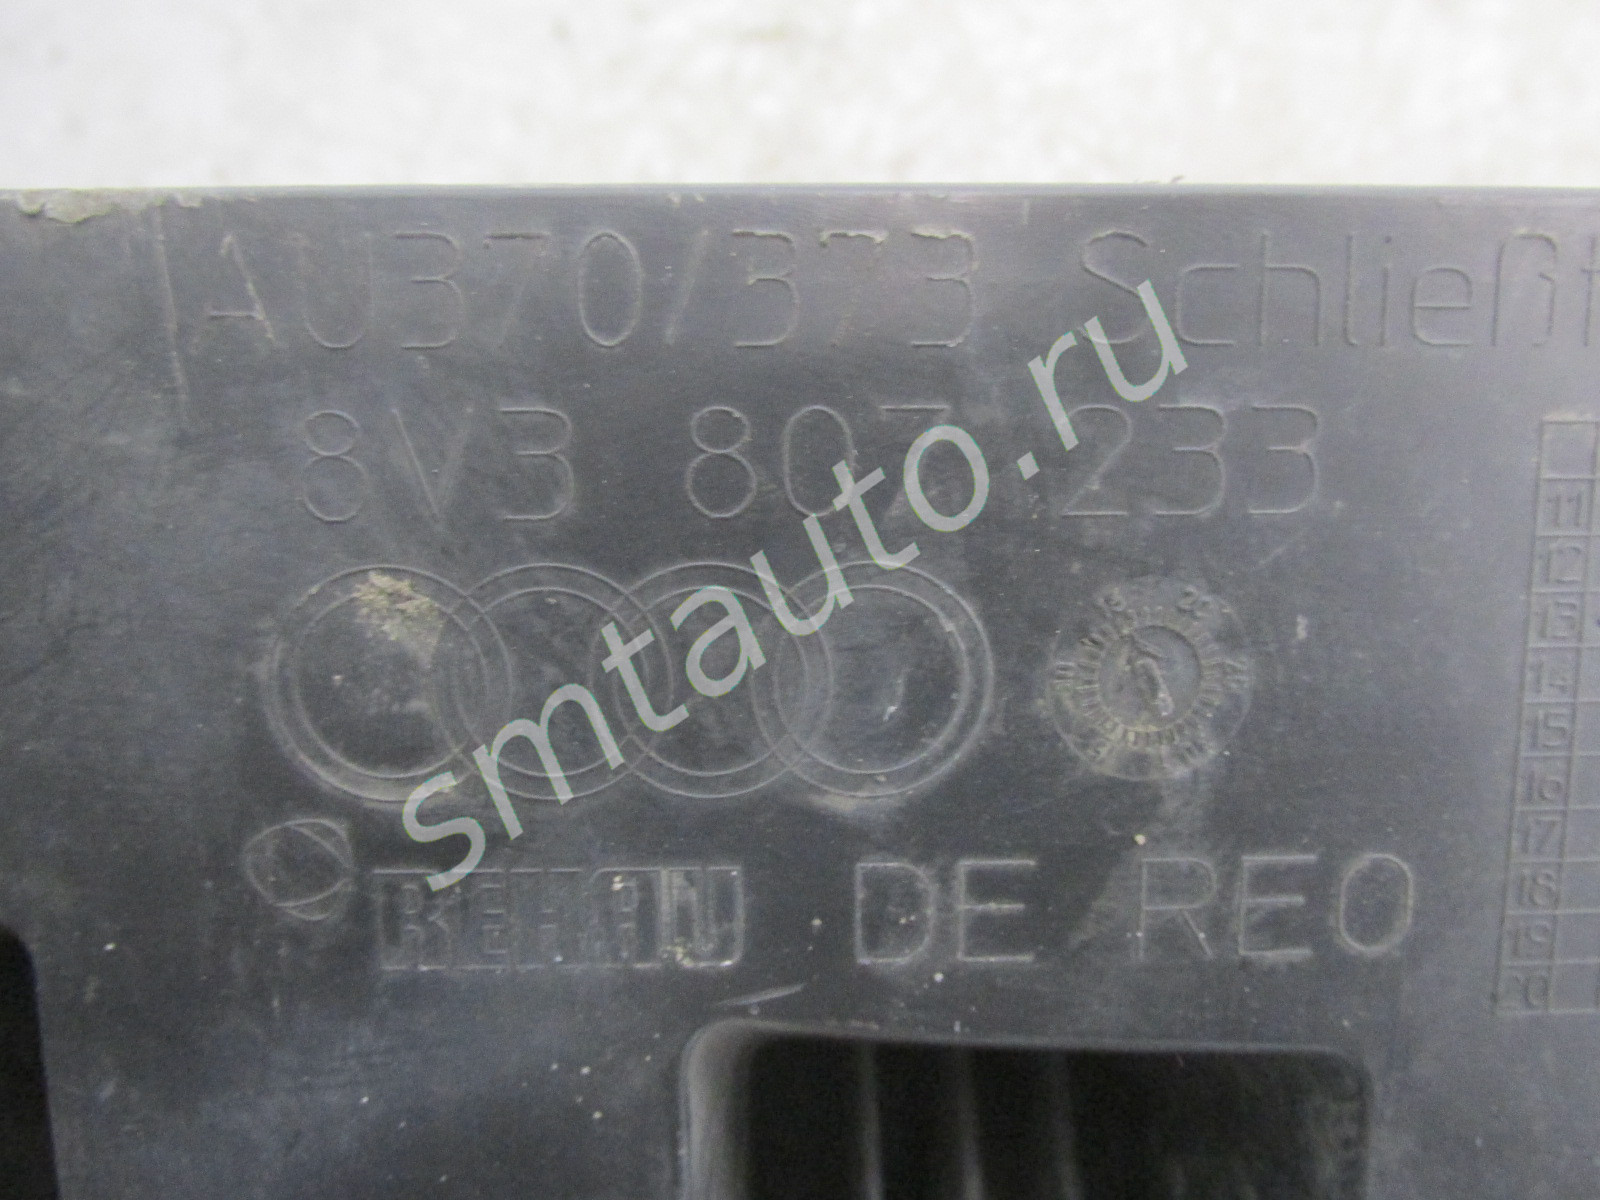 AU370/373 Schließt
8V3 807 233
REHAU DE REO
11
12
13
14
15
16
17
18
19
20
smtauto.ru